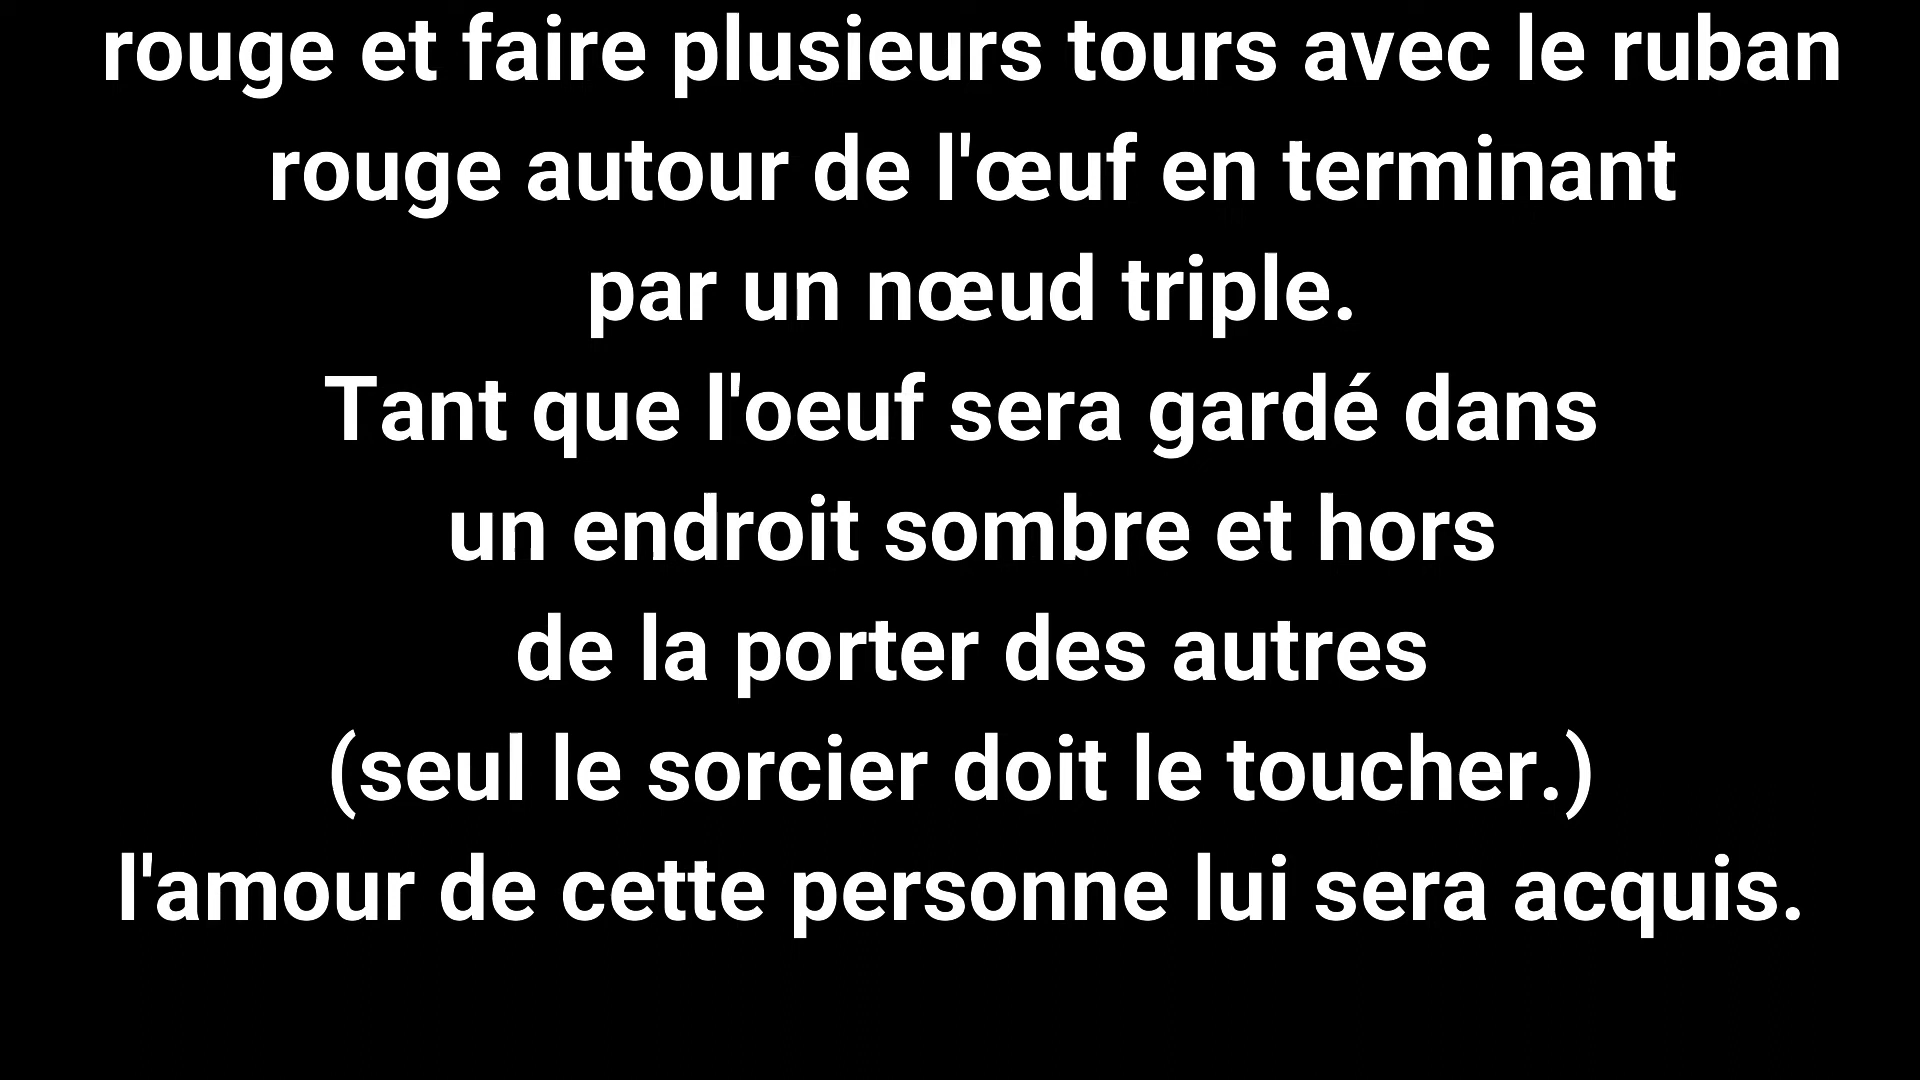 rouge et faire plusieurs tours avec le ruban
rouge autour de l'œuf en terminant
par un nœud triple.
Tant que l'oeuf sera gardé dans
un endroit sombre et hors
de la porter des autres
(seul le sorcier doit le toucher.)
l'amour de cette personne lui sera acquis.